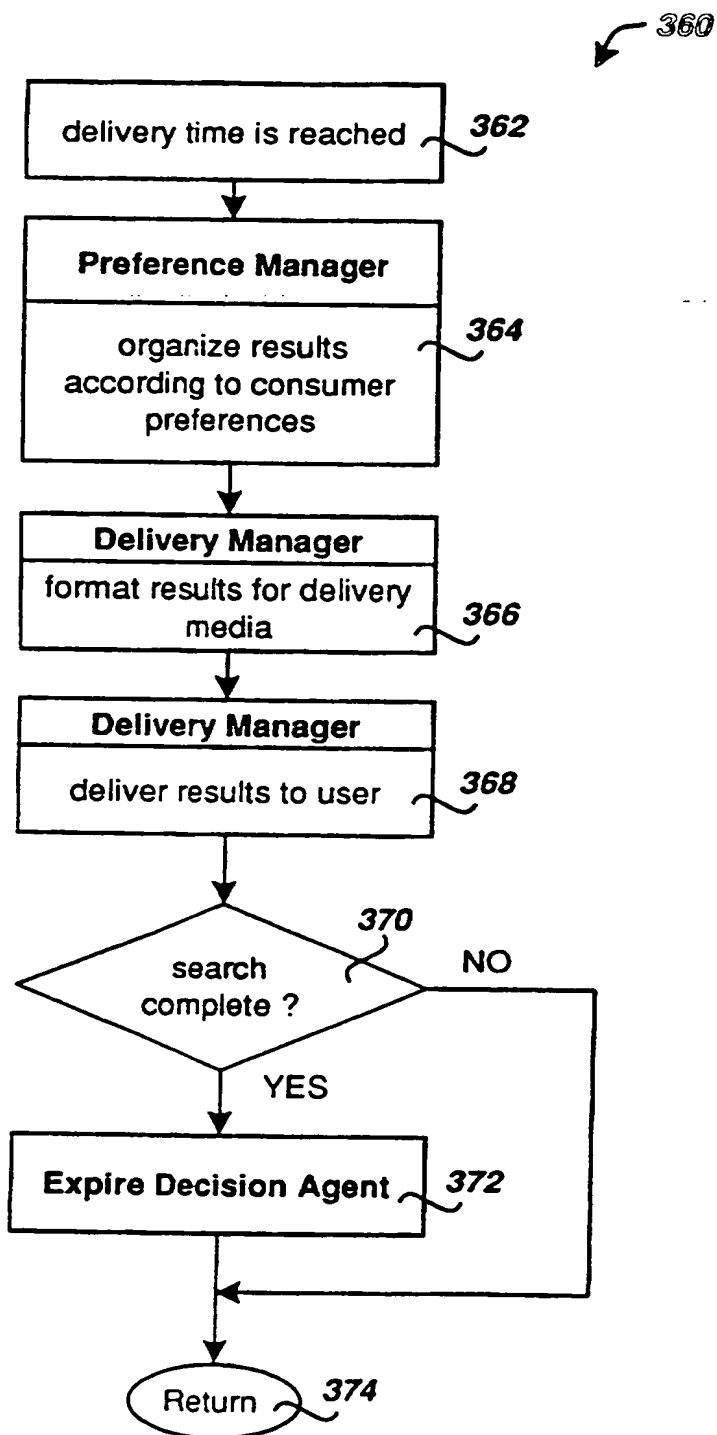 360
delivery time is reached
362
Preference Manager
organize results
according to consumer
preferences
364
Delivery Manager
format results for delivery
media
366
Delivery Manager
deliver results to user
368
370
search
complete ?
NO
YES
Expire Decision Agent
372
Return
374